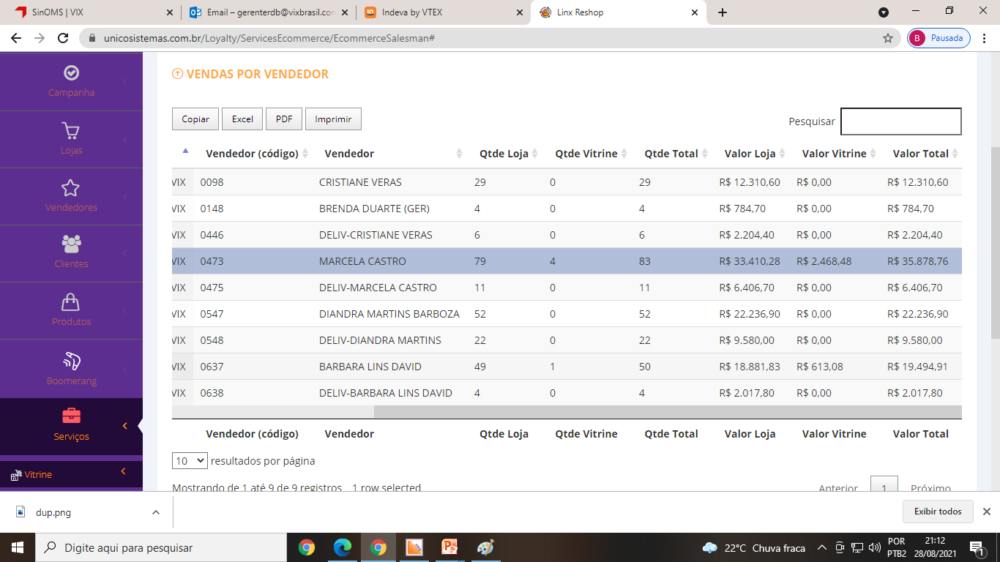 SinOMS | VIX
Email – gerenterdb@vixbrasil.con
Indeva by VTEX
Linx Reshop
unicosistemas.com.br/Loyalty/ServicesEcommerce/EcommerceSalesman#
B Pausada
Campanha
Lojas
Vendedores
Clientes
Produtos
Boomerang
Serviços
Vitrine
VENDAS POR VENDEDOR
Copiar Excel PDF Imprimir
Pesquisar
Vendedor (código) Vendedor Qtde Loja Qtde Vitrine Qtde Total Valor Loja Valor Vitrine Valor Total
VIX 0098 CRISTIANE VERAS 29 0 29 R$ 12.310,60 R$ 0,00 R$ 12.310,60
VIX 0148 BRENDA DUARTE (GER) 4 0 4 R$ 784,70 R$ 0,00 R$ 784,70
VIX 0446 DELIV-CRISTIANE VERAS 6 0 6 R$ 2.204,40 R$ 0,00 R$ 2.204,40
VIX 0473 MARCELA CASTRO 79 4 83 R$ 33.410,28 R$ 2.468,48 R$ 35.878,76
VIX 0475 DELIV-MARCELA CASTRO 11 0 11 R$ 6.406,70 R$ 0,00 R$ 6.406,70
VIX 0547 DIANDRA MARTINS BARBOZA 52 0 52 R$ 22.236,90 R$ 0,00 R$ 22.236,90
VIX 0548 DELIV-DIANDRA MARTINS 22 0 22 R$ 9.580,00 R$ 0,00 R$ 9.580,00
VIX 0637 BARBARA LINS DAVID 49 1 50 R$ 18.881,83 R$ 613,08 R$ 19.494,91
VIX 0638 DELIV-BARBARA LINS DAVID 4 0 4 R$ 2.017,80 R$ 0,00 R$ 2.017,80
Vendedor (código) Vendedor Qtde Loja Qtde Vitrine Qtde Total Valor Loja Valor Vitrine Valor Total
10 resultados por página
Mostrando de 1 até 9 de 9 registros 1 row selected
Anterior 1 Próximo
dup.png
Exibir todos
Digite aqui para pesquisar
22°C Chuva fraca
POR
PTB2
21:12
28/08/2021
1